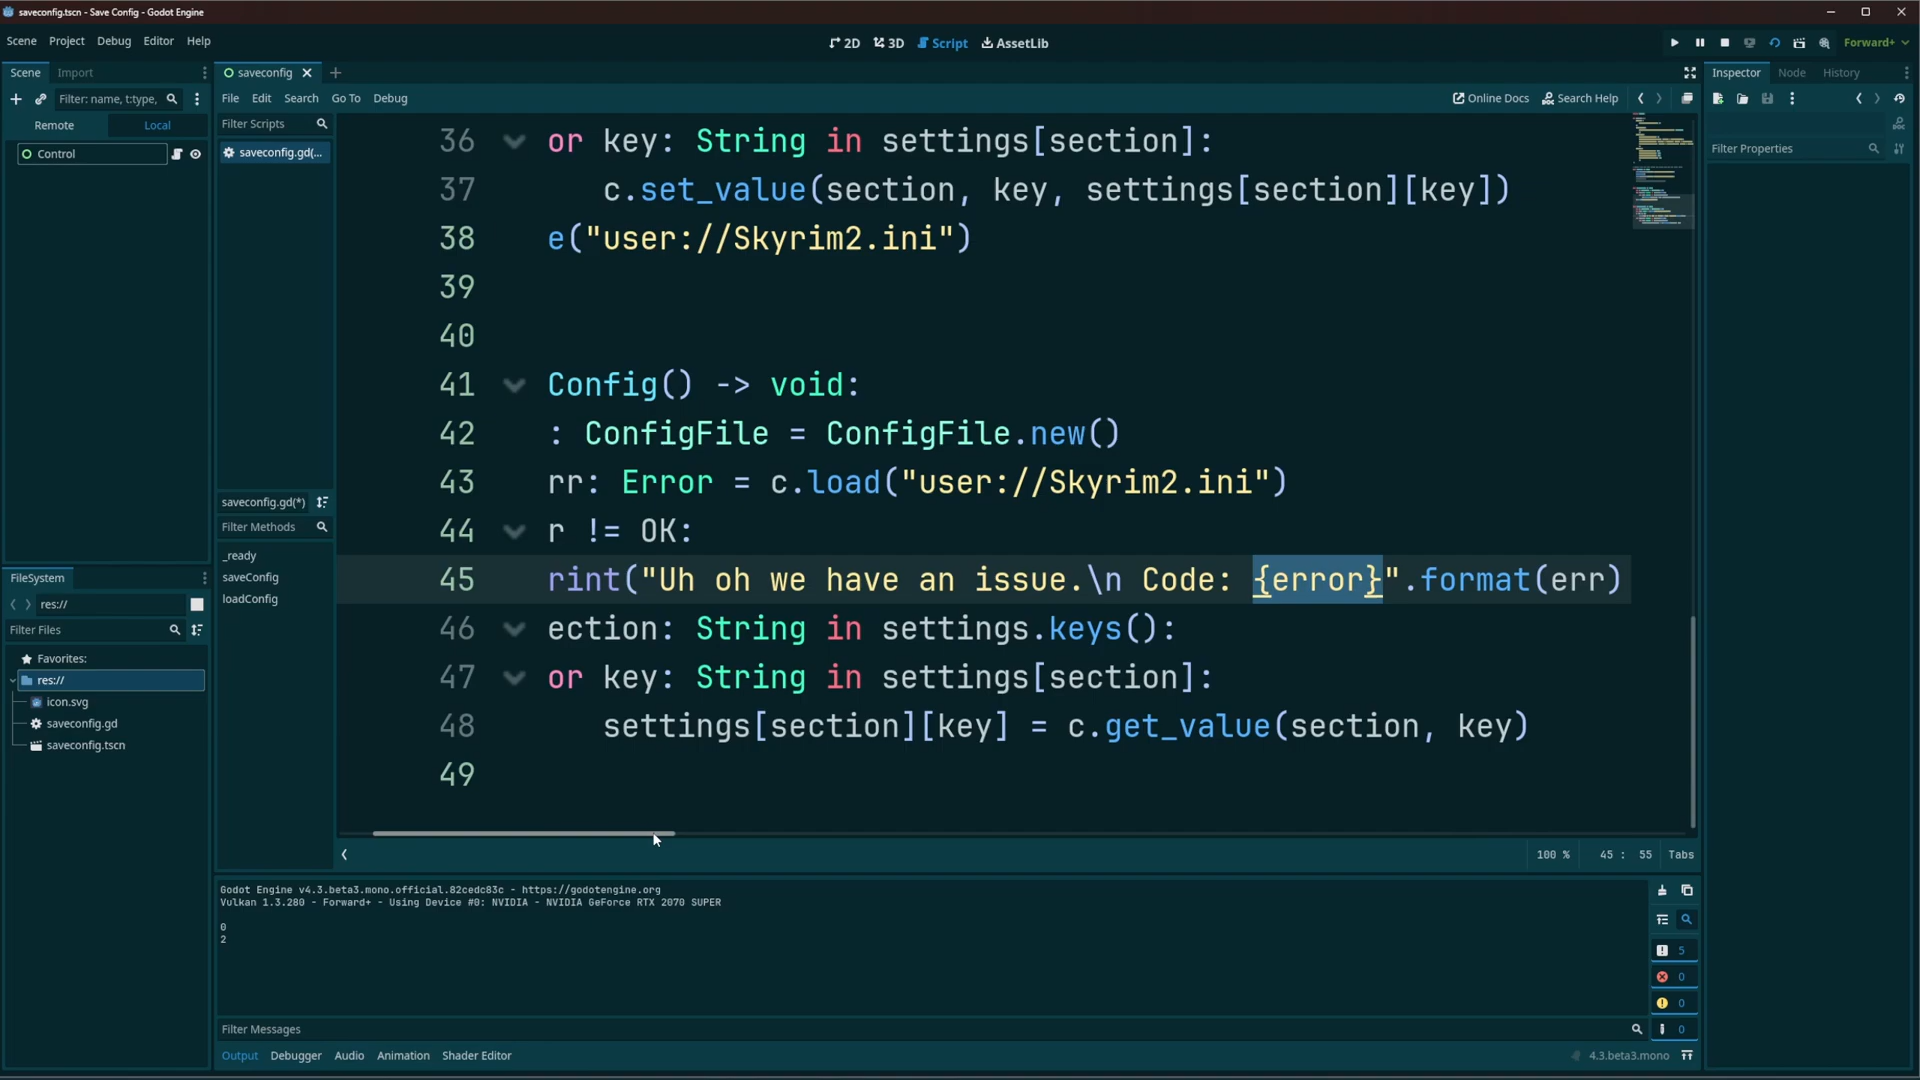 saveconfig.tscn - Save Config - Godot Engine
Scene Project Debug Editor Help
2D 3D Script AssetLib
Forward+
Scene Import
saveconfig
Inspector Node History
Filter: name, t:type,
File Edit Search Go To Debug
Online Docs Search Help
Remote Local
Filter Scripts
Control
saveconfig.gd(...
Filter Properties
36 or key: String in settings[section]:
37 c.set_value(section, key, settings[section][key])
38 e("user://Skyrim2.ini")
39
40
41 Config() -> void:
42 : ConfigFile = ConfigFile.new()
43 rr: Error = c.load("user://Skyrim2.ini")
44 r != OK:
45 rint("Uh oh we have an issue.\n Code: {error}".format(err)
46 ection: String in settings.keys():
47 or key: String in settings[section]:
48 settings[section][key] = c.get_value(section, key)
49
saveconfig.gd(*)
Filter Methods
_ready
saveConfig
loadConfig
FileSystem
res://
Filter Files
Favorites:
res://
icon.svg
saveconfig.gd
saveconfig.tscn
100 % 45 : 55 Tabs
Godot Engine v4.3.beta3.mono.official.82cedc83c - https://godotengine.org
Vulkan 1.3.280 - Forward+ - Using Device #0: NVIDIA - NVIDIA GeForce RTX 2070 SUPER
0
2
5
0
0
0
Filter Messages
Output Debugger Audio Animation Shader Editor
4.3.beta3.mono